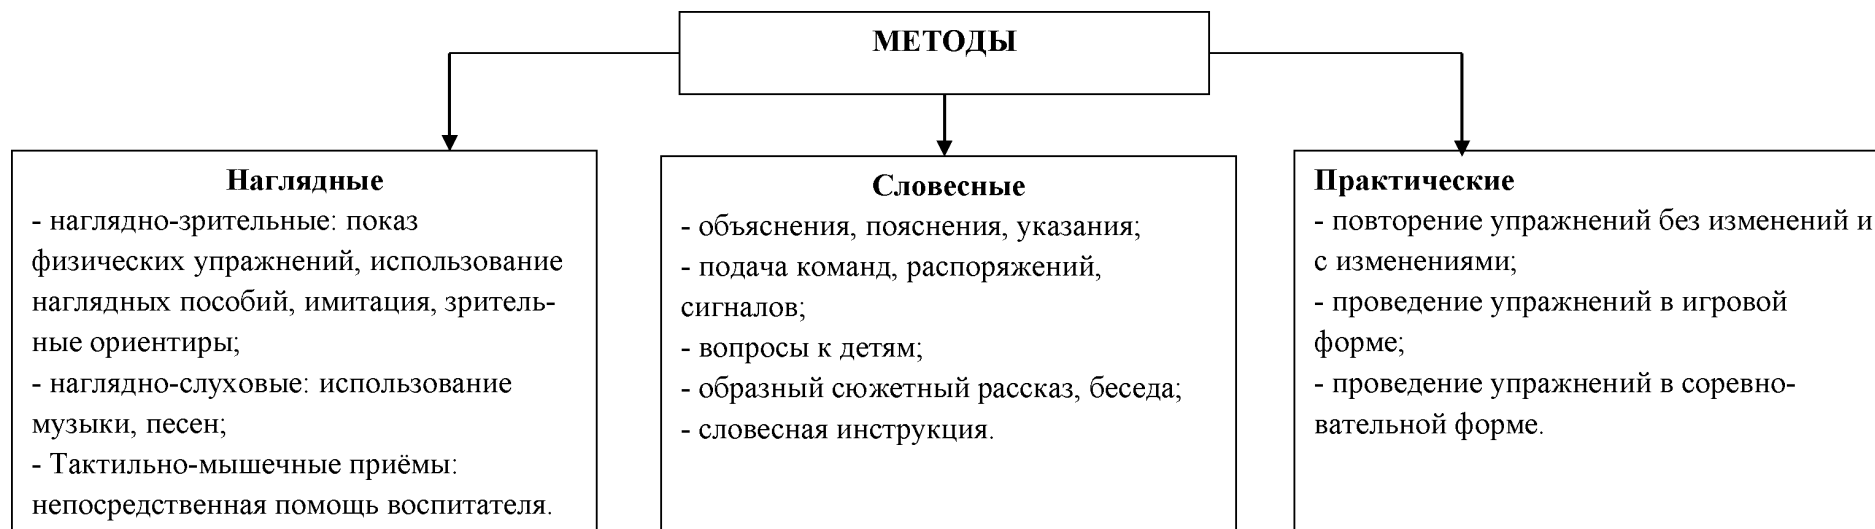 МЕТОДЫ
Наглядные
- наглядно-зрительные: показ
физических упражнений, использование
наглядных пособий, имитация, зритель-
ные ориентиры;
- наглядно-слуховые: использование
музыки, песен;
- Тактильно-мышечные приёмы:
непосредственная помощь воспитателя.
Словесные
- объяснения, пояснения, указания;
- подача команд, распоряжений,
сигналов;
- вопросы к детям;
- образный сюжетный рассказ, беседа;
- словесная инструкция.
Практические
- повторение упражнений без изменений и
с изменениями;
- проведение упражнений в игровой
форме;
- проведение упражнений в соревно-
вательной форме.